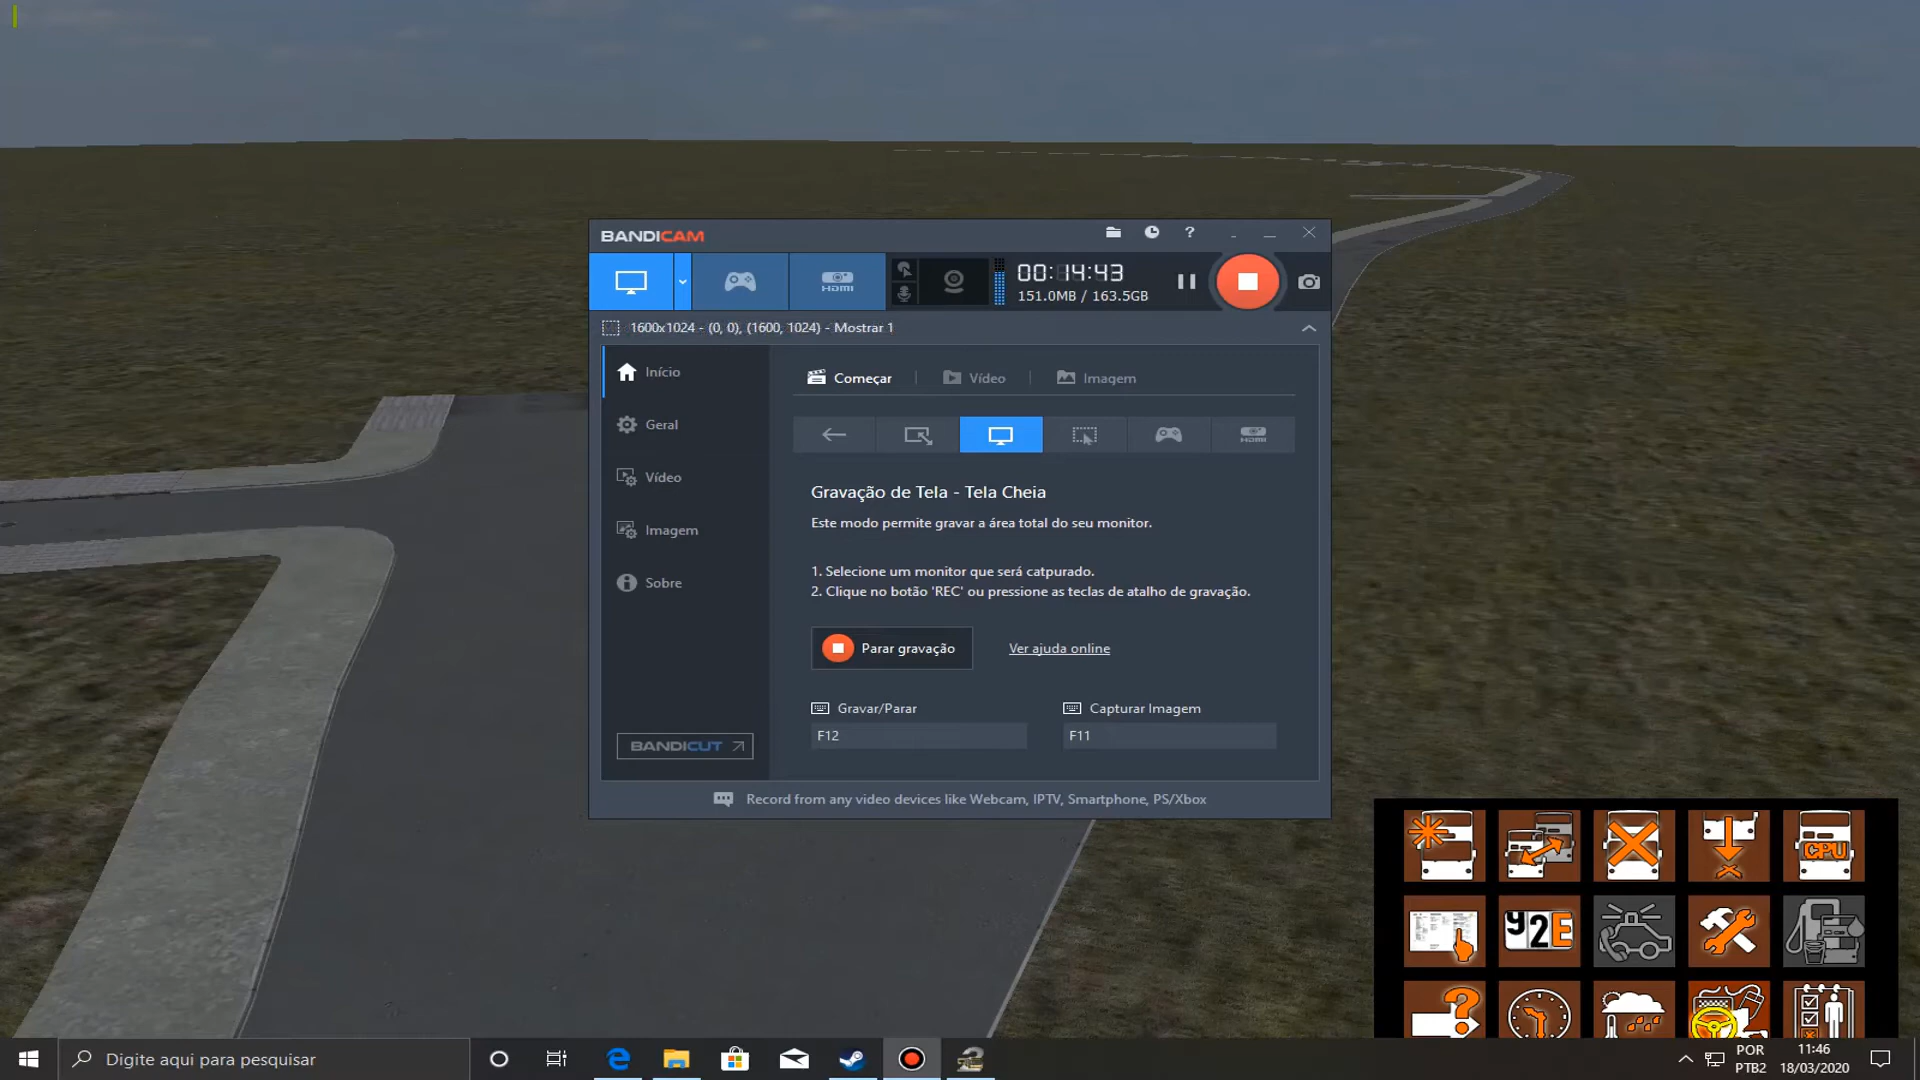 BANDICAM
?
HDMI
00:14:43
151.0MB / 163.5GB
1600x1024 - (0, 0), (1600, 1024) - Mostrar 1
Início
Geral
Vídeo
Imagem
Sobre
BANDICUT
Começar
Vídeo
Imagem
HDMI
Gravação de Tela - Tela Cheia
Este modo permite gravar a área total do seu monitor.
1. Selecione um monitor que será catpurado.
2. Clique no botão 'REC' ou pressione as teclas de atalho de gravação.
Parar gravação
Ver ajuda online
Gravar/Parar
Capturar Imagem
F12
F11
Record from any video devices like Webcam, IPTV, Smartphone, PS/Xbox
CPU
92E
?
Digite aqui para pesquisar
POR
PTB2
11:46
18/03/2020